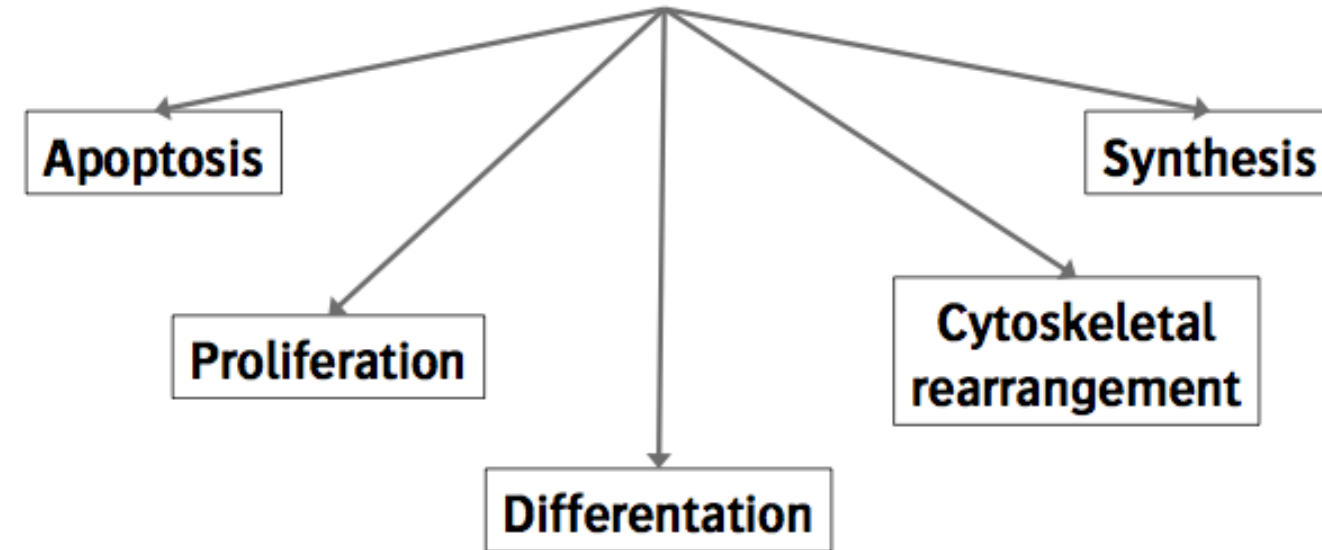 Apoptosis
Synthesis
Proliferation
Cytoskeletal
rearrangement
Differentation